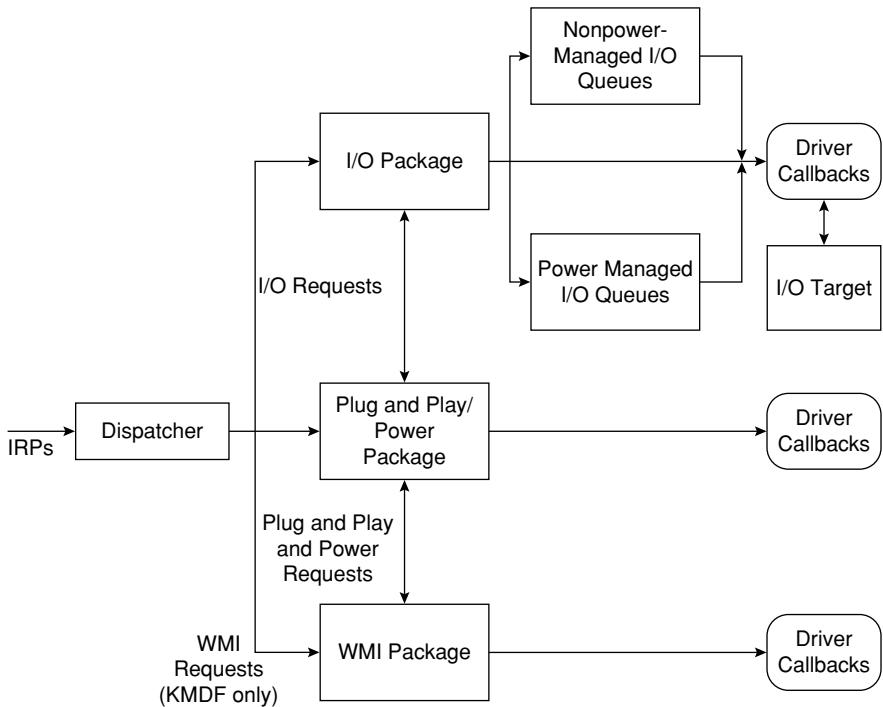 Nonpower-
Managed I/O
Queues
I/O Package
Driver
Callbacks
I/O Requests
Power Managed
I/O Queues
I/O Target
IRPs
Dispatcher
Plug and Play/
Power
Package
Driver
Callbacks
Plug and Play
and Power
Requests
WMI
Requests
(KMDF only)
WMI Package
Driver
Callbacks